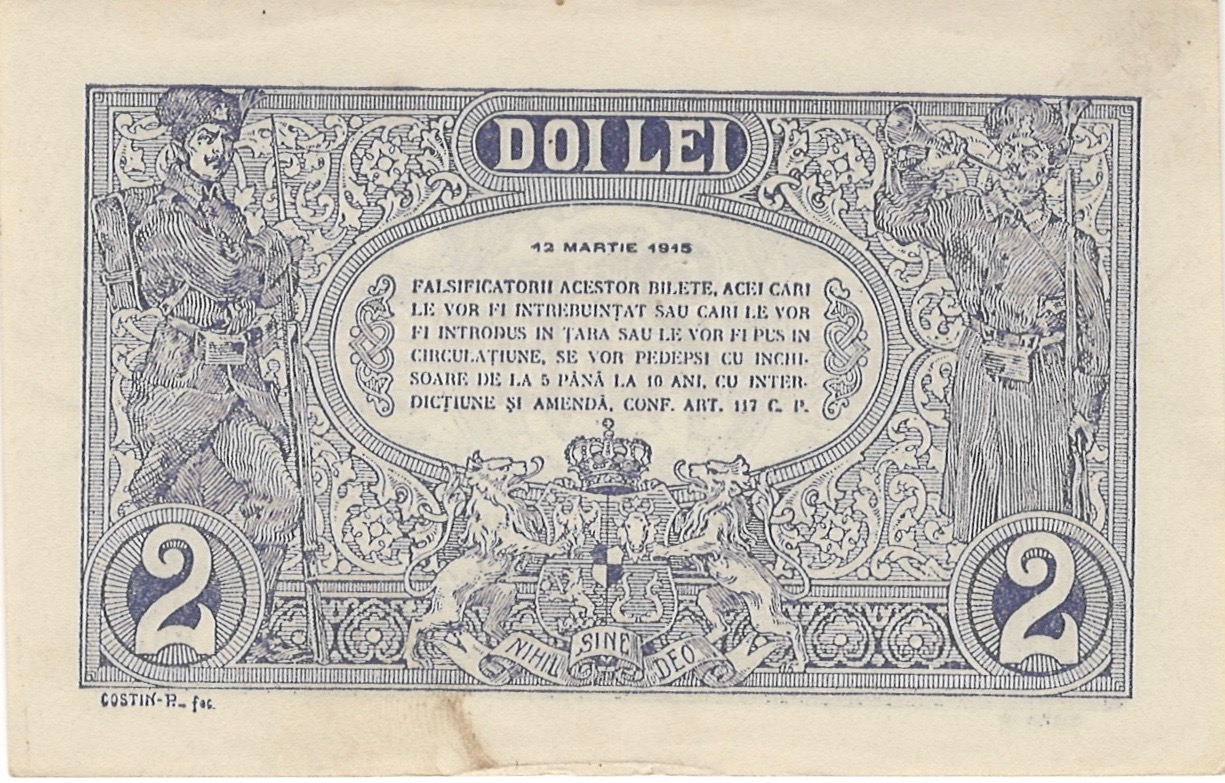 DOI LEI
12 MARTIE 1915
FALSIFICATORII ACESTOR BILETE, ACEI CARI
LE VOR FI INTREBUINȚAT SAU CARI LE VOR
FI INTRODUS IN ȚARA SAU LE VOR FI PUS IN
CIRCULAȚIUNE, SE VOR PEDEPSI CU INCHI-
SOARE DE LA 5 PÂNĂ LA 10 ANI, CU INTER-
DICȚIUNE ȘI AMENDĂ, CONF. ART. 117 C. P.
2 2
NIHIL SINE DEO
COSTIN-P. fec.